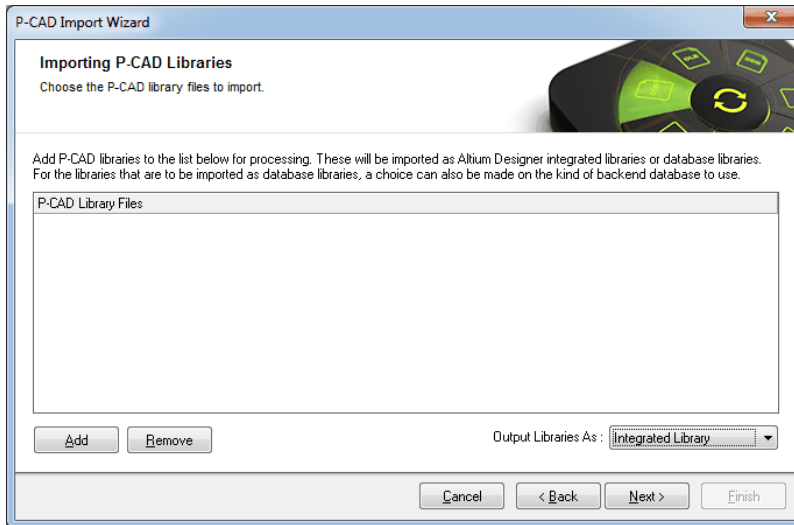 P-CAD Import Wizard
Importing P-CAD Libraries
Choose the P-CAD library files to import.
Add P-CAD libraries to the list below for processing. These will be imported as Altium Designer integrated libraries or database libraries.
For the libraries that are to be imported as database libraries, a choice can also be made on the kind of backend database to use.
P-CAD Library Files
Add Remove Output Libraries As : Integrated Library
Cancel < Back Next > Finish